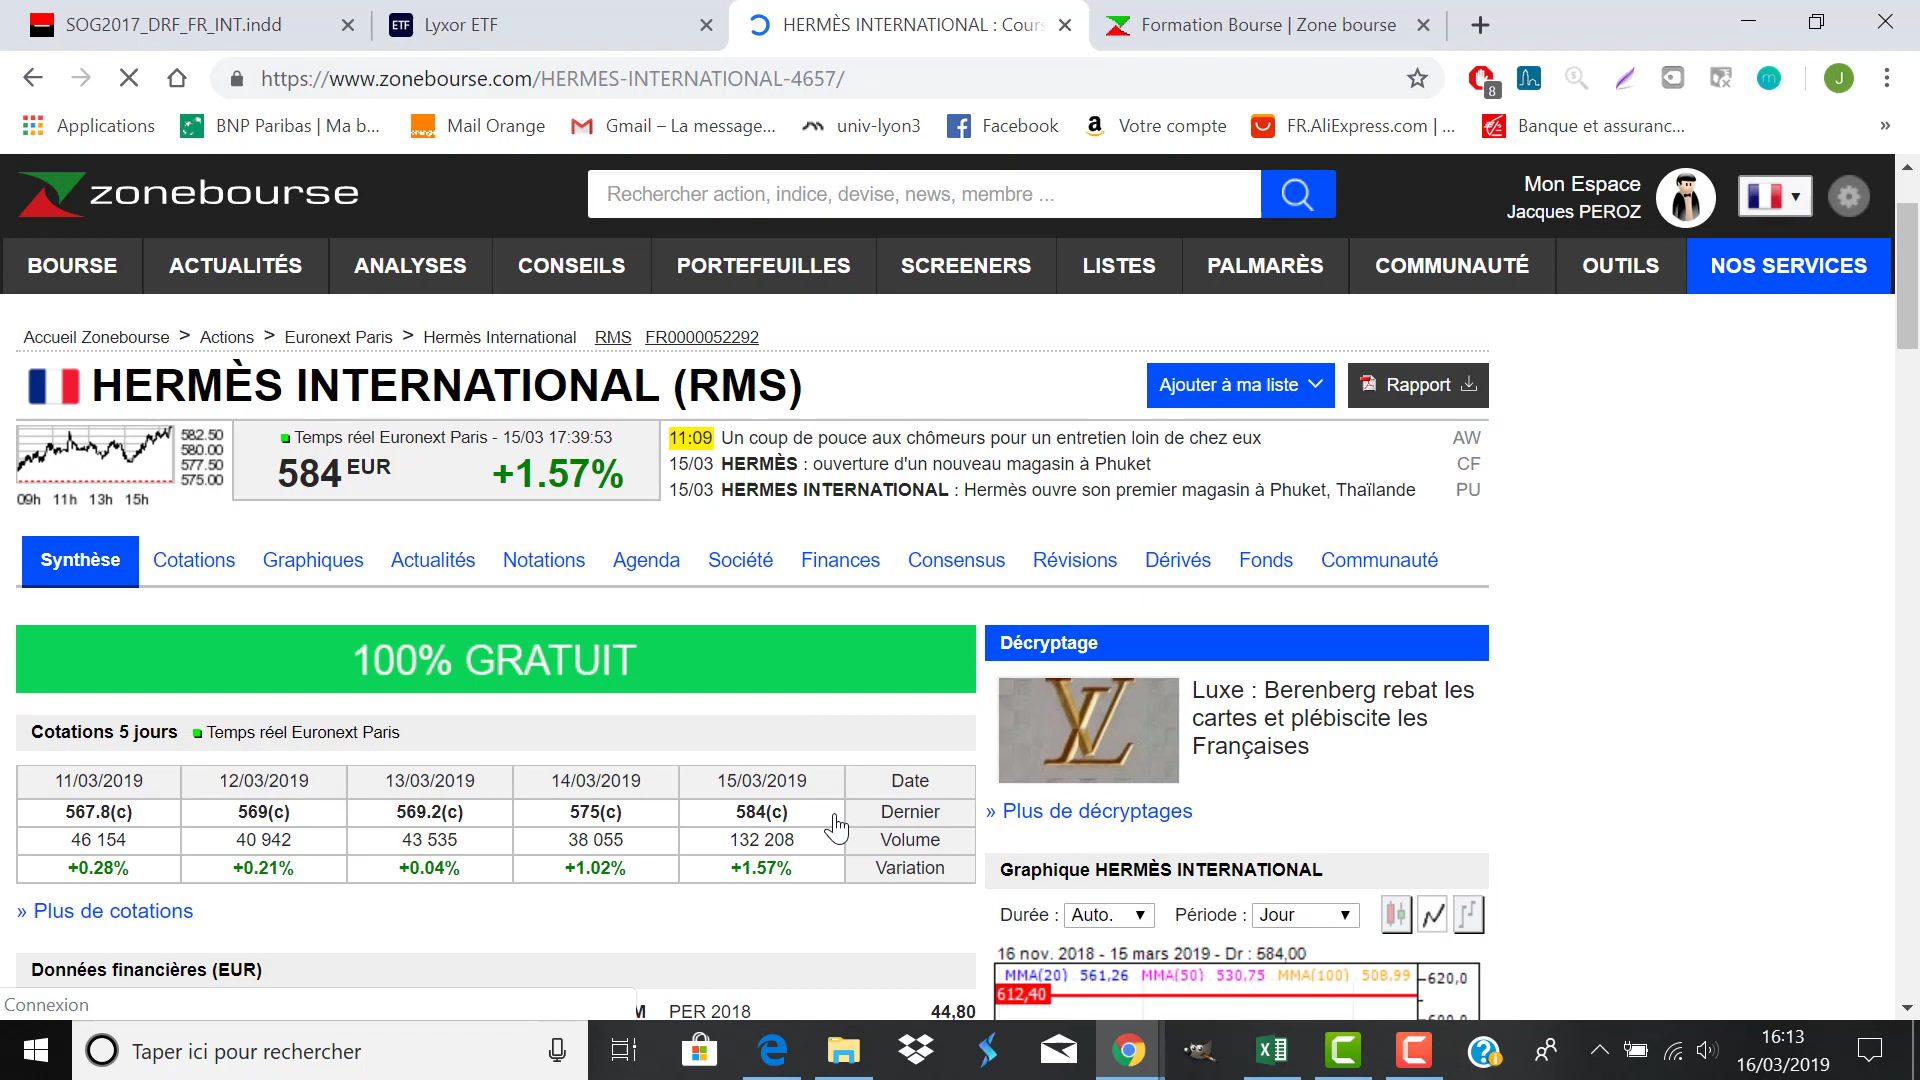 SOG2017_DRF_FR_INT.indd
ETF Lyxor ETF
HERMÈS INTERNATIONAL : Cour
Formation Bourse | Zone bourse
https://www.zonebourse.com/HERMES-INTERNATIONAL-4657/
8
m
J
Applications
BNP Paribas | Ma b...
Mail Orange
Gmail – La message...
univ-lyon3
Facebook
a Votre compte
FR.AliExpress.com | ...
Banque et assuranc...
»
zonebourse
Rechercher action, indice, devise, news, membre ...
Mon Espace
Jacques PEROZ
BOURSE ACTUALITÉS ANALYSES CONSEILS PORTEFEUILLES SCREENERS LISTES PALMARÈS COMMUNAUTÉ OUTILS NOS SERVICES
Accueil Zonebourse > Actions > Euronext Paris > Hermès International RMS FR0000052292
HERMÈS INTERNATIONAL (RMS)
Ajouter à ma liste
Rapport
582.50
580.00
577.50
575.00
09h 11h 13h 15h
Temps réel Euronext Paris - 15/03 17:39:53
584 EUR +1.57%
11:09 Un coup de pouce aux chômeurs pour un entretien loin de chez eux AW
15/03 HERMÈS : ouverture d'un nouveau magasin à Phuket CF
15/03 HERMES INTERNATIONAL : Hermès ouvre son premier magasin à Phuket, Thaïlande PU
Synthèse Cotations Graphiques Actualités Notations Agenda Société Finances Consensus Révisions Dérivés Fonds Communauté
100% GRATUIT
Cotations 5 jours Temps réel Euronext Paris
11/03/2019 12/03/2019 13/03/2019 14/03/2019 15/03/2019 Date
567.8(c) 569(c) 569.2(c) 575(c) 584(c) Dernier
46 154 40 942 43 535 38 055 132 208 Volume
+0.28% +0.21% +0.04% +1.02% +1.57% Variation
» Plus de cotations
Données financières (EUR)
M PER 2018 44,80
Connexion
Décryptage
LV
Luxe : Berenberg rebat les
cartes et plébiscite les
Françaises
» Plus de décryptages
Graphique HERMÈS INTERNATIONAL
Durée : Auto. Période : Jour
16 nov. 2018 - 15 mars 2019 - Dr : 584,00
MMA(20) 561,26 MMA(50) 530,75 MMA(100) 508,99
620,0
612,40
Taper ici pour rechercher
16:13
16/03/2019